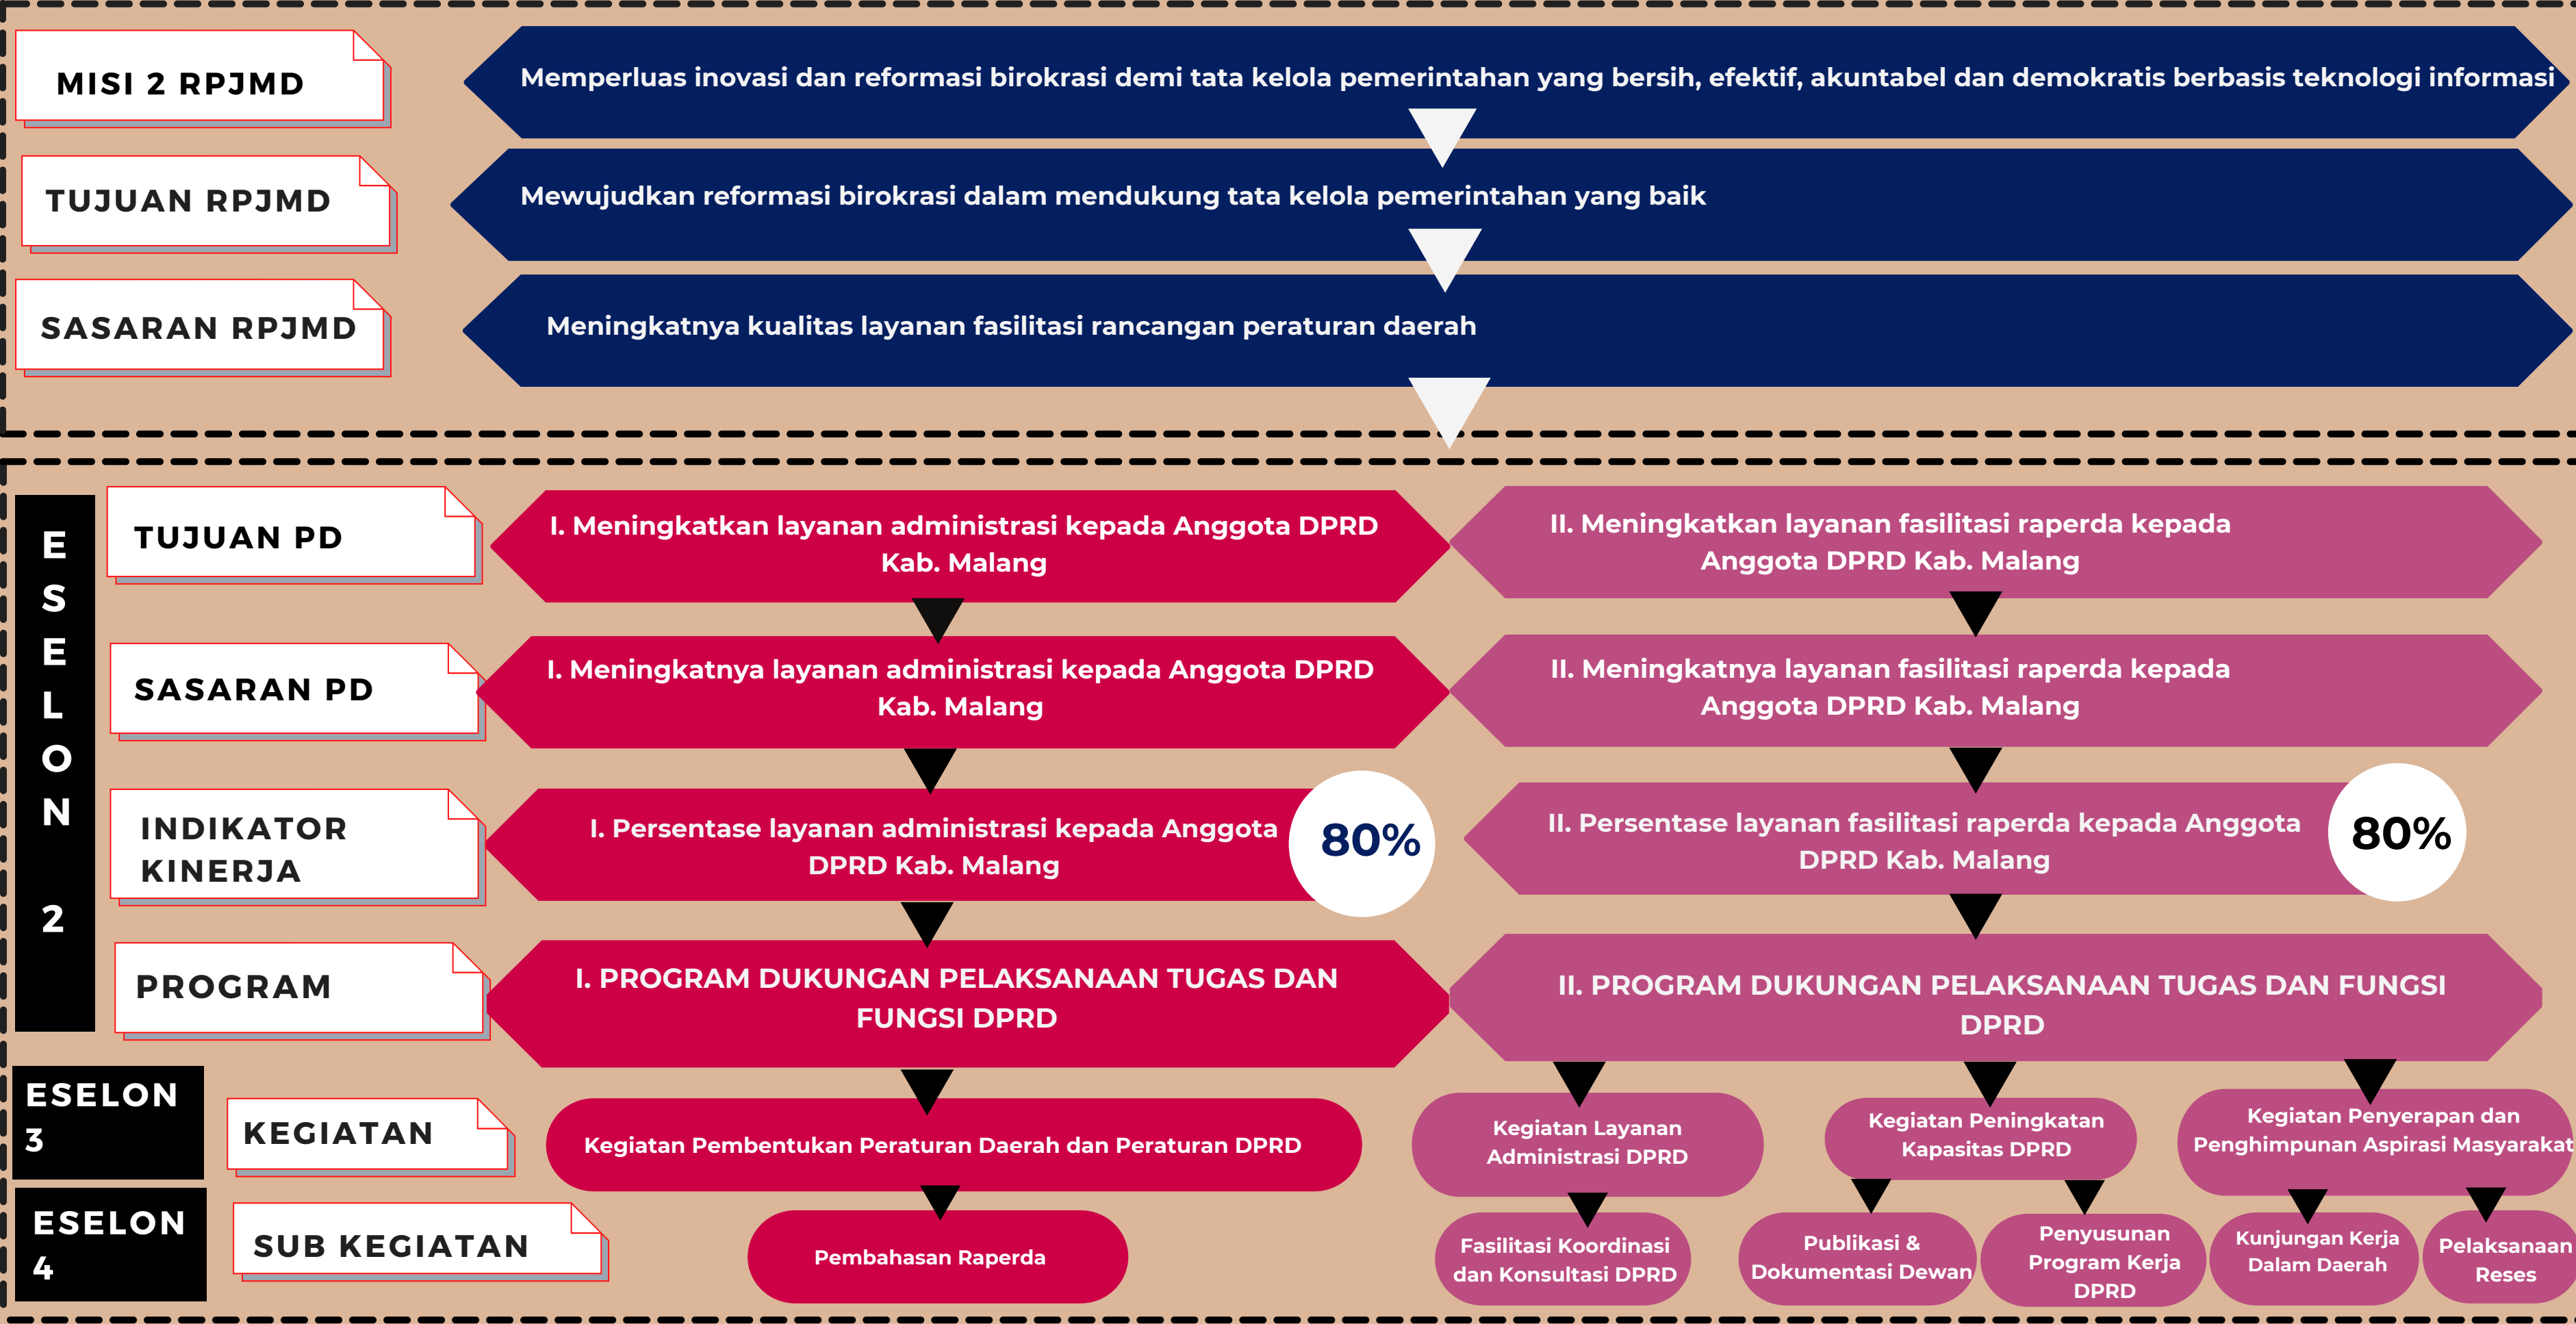 MISI 2 RPJMD
Memperluas inovasi dan reformasi birokrasi demi tata kelola pemerintahan yang bersih, efektif, akuntabel dan demokratis berbasis teknologi informasi
TUJUAN RPJMD
Mewujudkan reformasi birokrasi dalam mendukung tata kelola pemerintahan yang baik
SASARAN RPJMD
Meningkatnya kualitas layanan fasilitasi rancangan peraturan daerah
ESELON 2
TUJUAN PD
I. Meningkatkan layanan administrasi kepada Anggota DPRD
Kab. Malang
II. Meningkatkan layanan fasilitasi raperda kepada
Anggota DPRD Kab. Malang
SASARAN PD
I. Meningkatnya layanan administrasi kepada Anggota DPRD
Kab. Malang
II. Meningkatnya layanan fasilitasi raperda kepada
Anggota DPRD Kab. Malang
INDIKATOR
KINERJA
I. Persentase layanan administrasi kepada Anggota
DPRD Kab. Malang
80%
II. Persentase layanan fasilitasi raperda kepada Anggota
DPRD Kab. Malang
80%
PROGRAM
I. PROGRAM DUKUNGAN PELAKSANAAN TUGAS DAN
FUNGSI DPRD
II. PROGRAM DUKUNGAN PELAKSANAAN TUGAS DAN FUNGSI
DPRD
ESELON
3
KEGIATAN
Kegiatan Pembentukan Peraturan Daerah dan Peraturan DPRD
Kegiatan Layanan
Administrasi DPRD
Kegiatan Peningkatan
Kapasitas DPRD
Kegiatan Penyerapan dan
Penghimpunan Aspirasi Masyarakat
ESELON
4
SUB KEGIATAN
Pembahasan Raperda
Fasilitasi Koordinasi
dan Konsultasi DPRD
Publikasi &
Dokumentasi Dewan
Penyusunan
Program Kerja
DPRD
Kunjungan Kerja
Dalam Daerah
Pelaksanaan
Reses